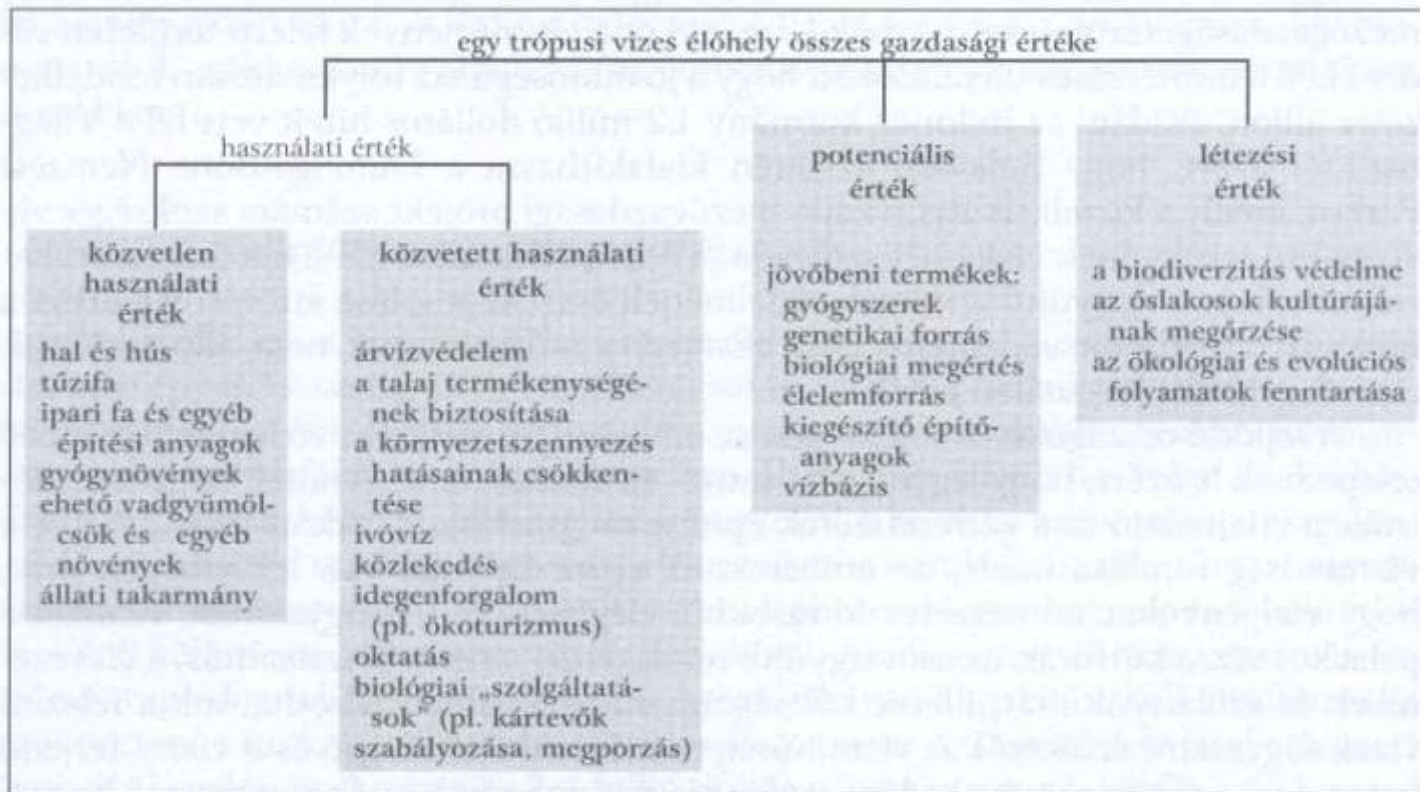 egy trópusi vizes élőhely összes gazdasági értéke
használati érték
közvetlen
használati
érték
hal és hús
tűzifa
ipari fa és egyéb
építési anyagok
gyógynövények
ehető vadgyümöl-
csök és egyéb
növények
állati takarmány
közvetett használati
érték
árvízvédelem
a talaj termékenységé-
nek biztosítása
a környezetszennyezés
hatásainak csökken-
tése
ivóvíz
közlekedés
idegenforgalom
(pl. ökoturizmus)
oktatás
biológiai „szolgáltatá-
sok” (pl. kártevők
szabályozása, megporzás)
potenciális
érték
jövőbeni termékek:
gyógyszerek
genetikai forrás
biológiai megértés
élelemforrás
kiegészítő építő-
anyagok
vízbázis
létezési
érték
a biodiverzitás védelme
az őslakosok kultúrájá-
nak megőrzése
az ökológiai és evolúciós
folyamatok fenntartása